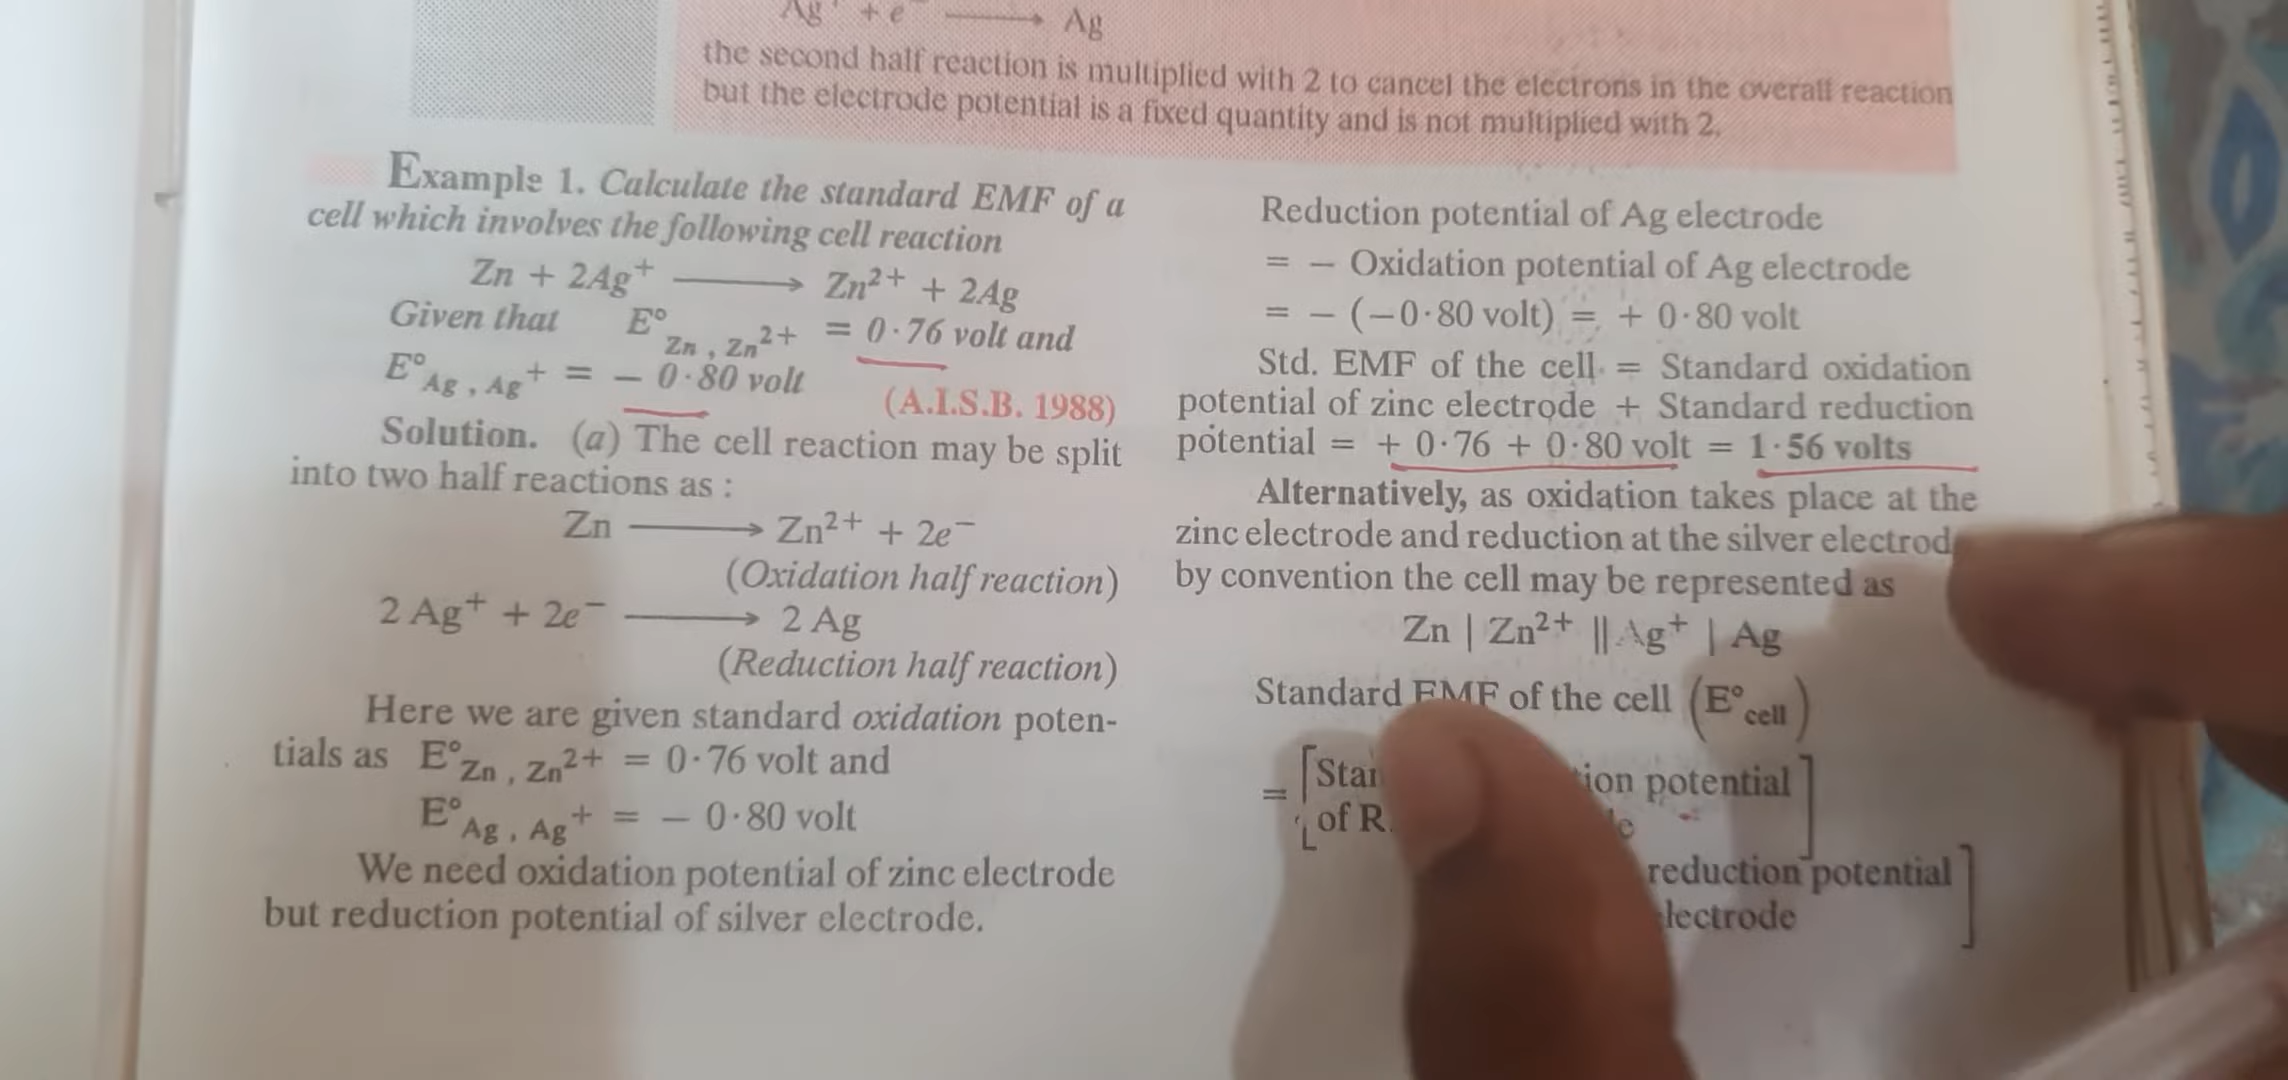 Ag⁺ + e⁻ ⟶ Ag
the second half reaction is multiplied with 2 to cancel the electrons in the overall reaction
but the electrode potential is a fixed quantity and is not multiplied with 2.
Example 1. Calculate the standard EMF of a
cell which involves the following cell reaction
Zn + 2Ag⁺ ⟶ Zn²⁺ + 2Ag
Given that E°Zn , Zn²⁺ = 0·76 volt and
E°Ag , Ag⁺ = – 0·80 volt
(A.I.S.B. 1988)
Solution. (a) The cell reaction may be split
into two half reactions as :
Zn ⟶ Zn²⁺ + 2e⁻
(Oxidation half reaction)
2 Ag⁺ + 2e⁻ ⟶ 2 Ag
(Reduction half reaction)
Here we are given standard oxidation poten-
tials as E°Zn , Zn²⁺ = 0·76 volt and
E°Ag , Ag⁺ = – 0·80 volt
We need oxidation potential of zinc electrode
but reduction potential of silver electrode.
Reduction potential of Ag electrode
= – Oxidation potential of Ag electrode
= – (–0·80 volt) = + 0·80 volt
Std. EMF of the cell = Standard oxidation
potential of zinc electrode + Standard reduction
potential = + 0·76 + 0·80 volt = 1·56 volts
Alternatively, as oxidation takes place at the
zinc electrode and reduction at the silver electrod
by convention the cell may be represented as
Zn | Zn²⁺ || Ag⁺ | Ag
Standard EMF of the cell (E°cell)
= [ potential ]
[ of R.
reduction potential ]